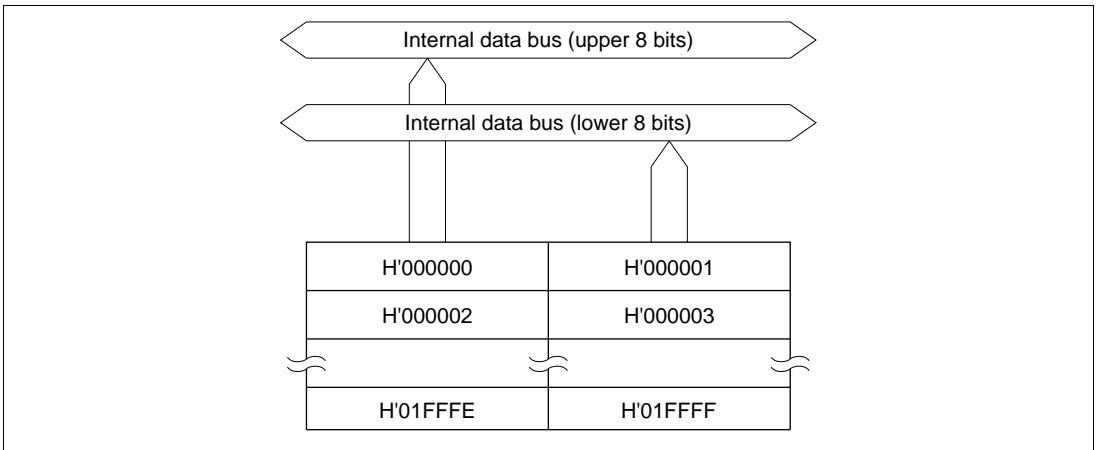 Internal data bus (upper 8 bits)
Internal data bus (lower 8 bits)
H'000000 H'000001
H'000002 H'000003
H'01FFFE H'01FFFF